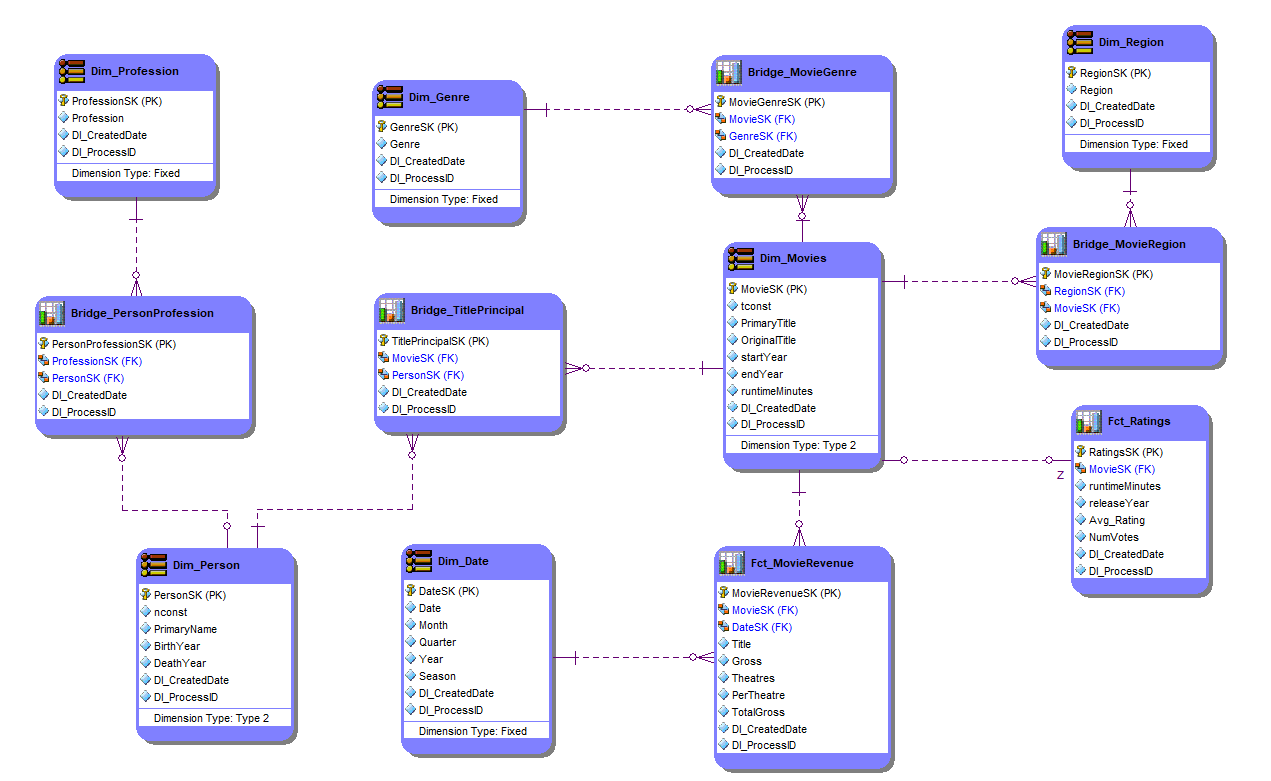 Dim_Profession
ProfessionSK (PK)
Profession
DI_CreatedDate
DI_ProcessID
Dimension Type: Fixed
Dim_Genre
GenreSK (PK)
Genre
DI_CreatedDate
DI_ProcessID
Dimension Type: Fixed
Bridge_MovieGenre
MovieGenreSK (PK)
MovieSK (FK)
GenreSK (FK)
DI_CreatedDate
DI_ProcessID
Dim_Region
RegionSK (PK)
Region
DI_CreatedDate
DI_ProcessID
Dimension Type: Fixed
Bridge_PersonProfession
PersonProfessionSK (PK)
ProfessionSK (FK)
PersonSK (FK)
DI_CreatedDate
DI_ProcessID
Bridge_TitlePrincipal
TitlePrincipalSK (PK)
MovieSK (FK)
PersonSK (FK)
DI_CreatedDate
DI_ProcessID
Dim_Movies
MovieSK (PK)
tconst
PrimaryTitle
OriginalTitle
startYear
endYear
runtimeMinutes
DI_CreatedDate
DI_ProcessID
Dimension Type: Type 2
Bridge_MovieRegion
MovieRegionSK (PK)
RegionSK (FK)
MovieSK (FK)
DI_CreatedDate
DI_ProcessID
Z
Fct_Ratings
RatingsSK (PK)
MovieSK (FK)
runtimeMinutes
releaseYear
Avg_Rating
NumVotes
DI_CreatedDate
DI_ProcessID
Dim_Person
PersonSK (PK)
nconst
PrimaryName
BirthYear
DeathYear
DI_CreatedDate
DI_ProcessID
Dimension Type: Type 2
Dim_Date
DateSK (PK)
Date
Month
Quarter
Year
Season
DI_CreatedDate
DI_ProcessID
Dimension Type: Fixed
Fct_MovieRevenue
MovieRevenueSK (PK)
MovieSK (FK)
DateSK (FK)
Title
Gross
Theatres
PerTheatre
TotalGross
DI_CreatedDate
DI_ProcessID